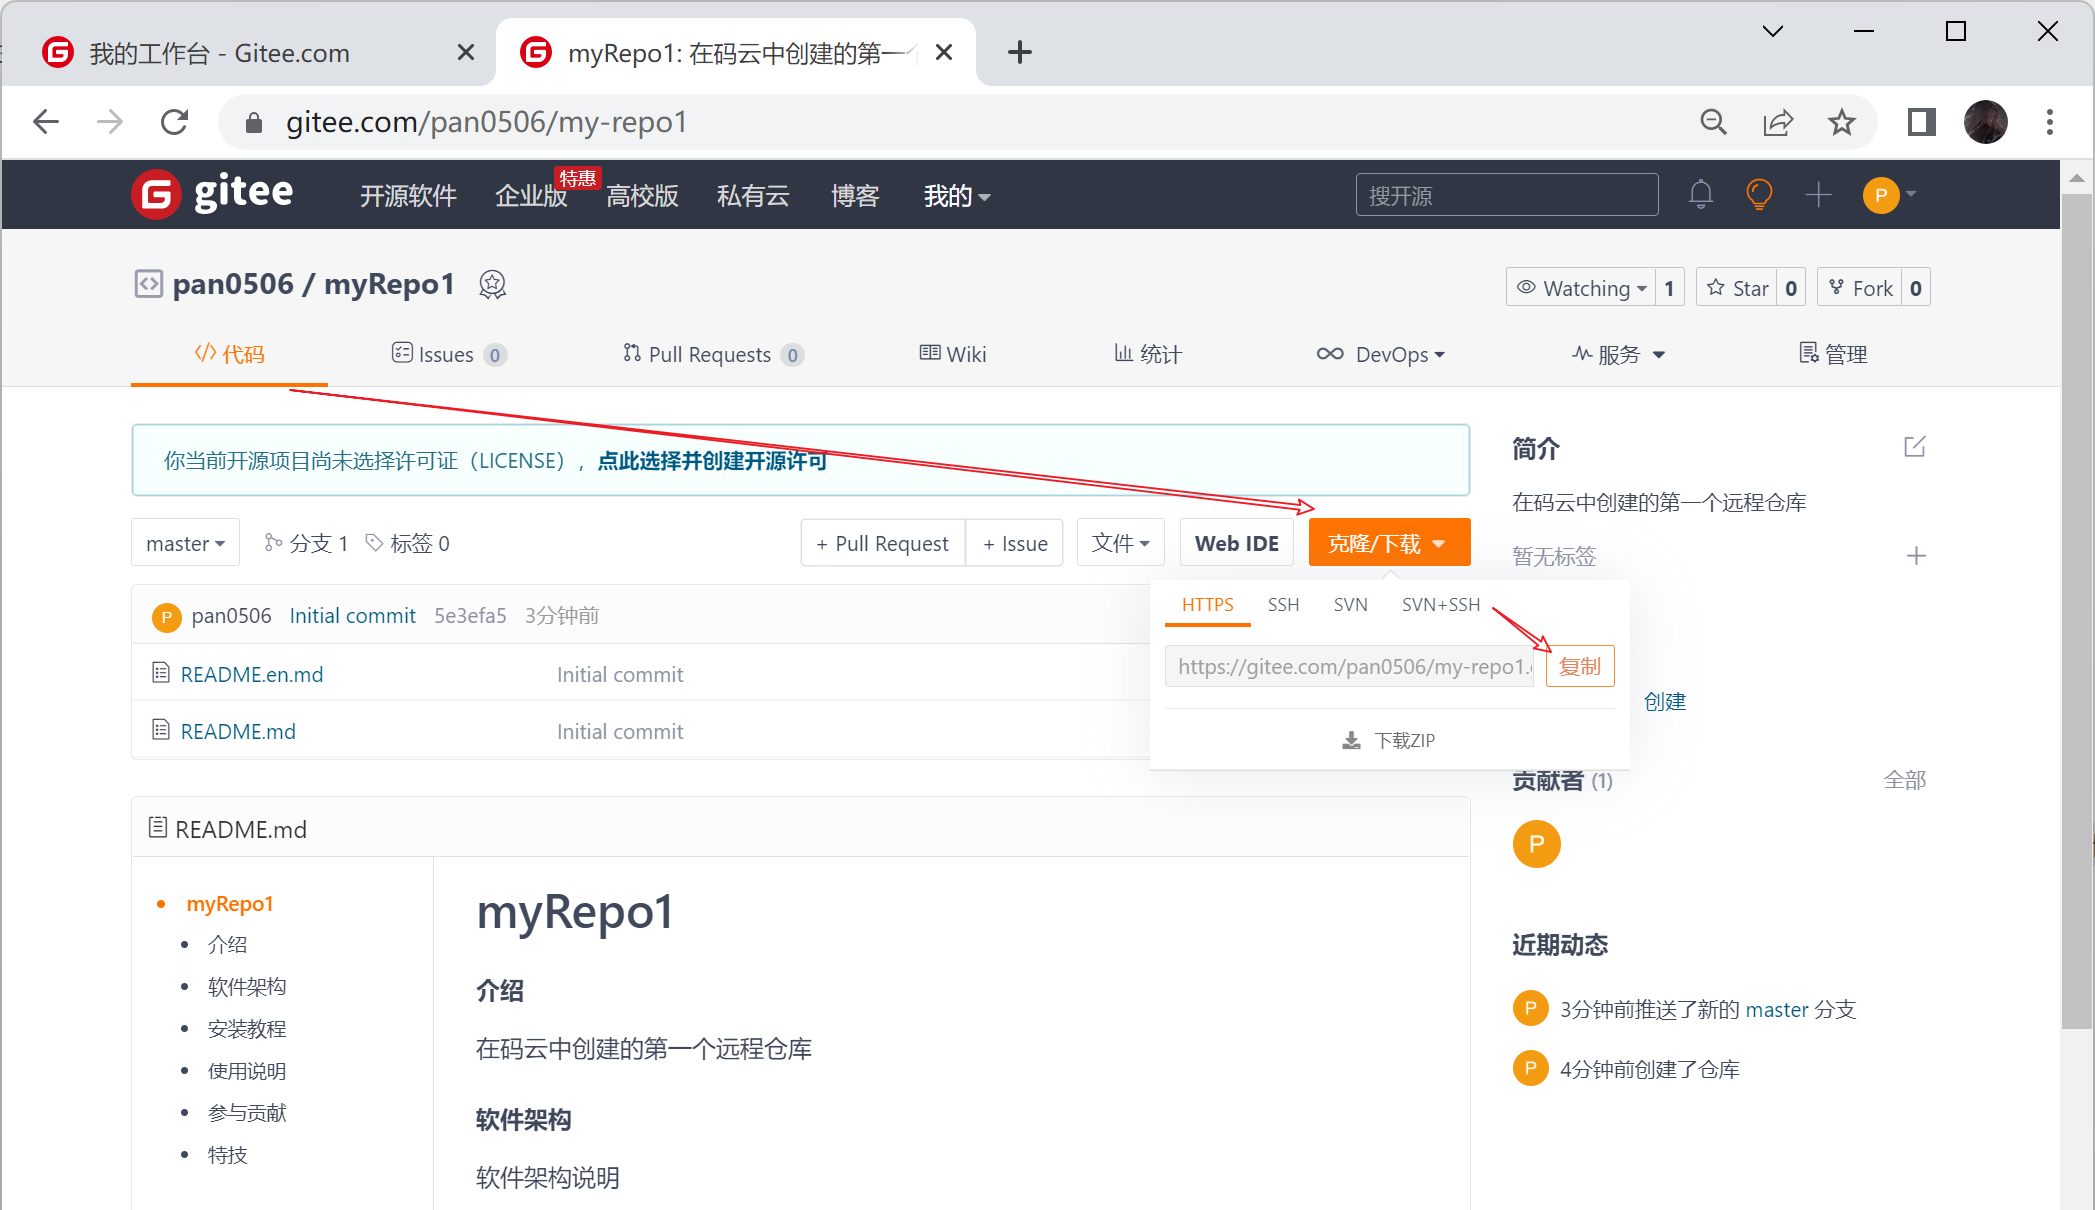 我的工作台 - Gitee.com
myRepo1: 在码云中创建的第一
gitee.com/pan0506/my-repo1
gitee 开源软件 企业版 特惠 高校版 私有云 博客 我的 搜开源 P
pan0506 / myRepo1
Watching 1 Star 0 Fork 0
代码 Issues 0 Pull Requests 0 Wiki 统计 DevOps 服务 管理
你当前开源项目尚未选择许可证（LICENSE），点此选择并创建开源许可
简介
在码云中创建的第一个远程仓库
master 分支 1 标签 0 + Pull Request + Issue 文件 Web IDE 克隆/下载
暂无标签
HTTPS SSH SVN SVN+SSH
P pan0506 Initial commit 5e3efa5 3分钟前
https://gitee.com/pan0506/my-repo1. 复制
README.en.md Initial commit
创建
README.md Initial commit
下载ZIP
贡献者 (1) 全部
P
README.md
myRepo1
介绍
软件架构
安装教程
使用说明
参与贡献
特技
myRepo1
介绍
在码云中创建的第一个远程仓库
软件架构
软件架构说明
近期动态
P 3分钟前推送了新的 master 分支
P 4分钟前创建了仓库